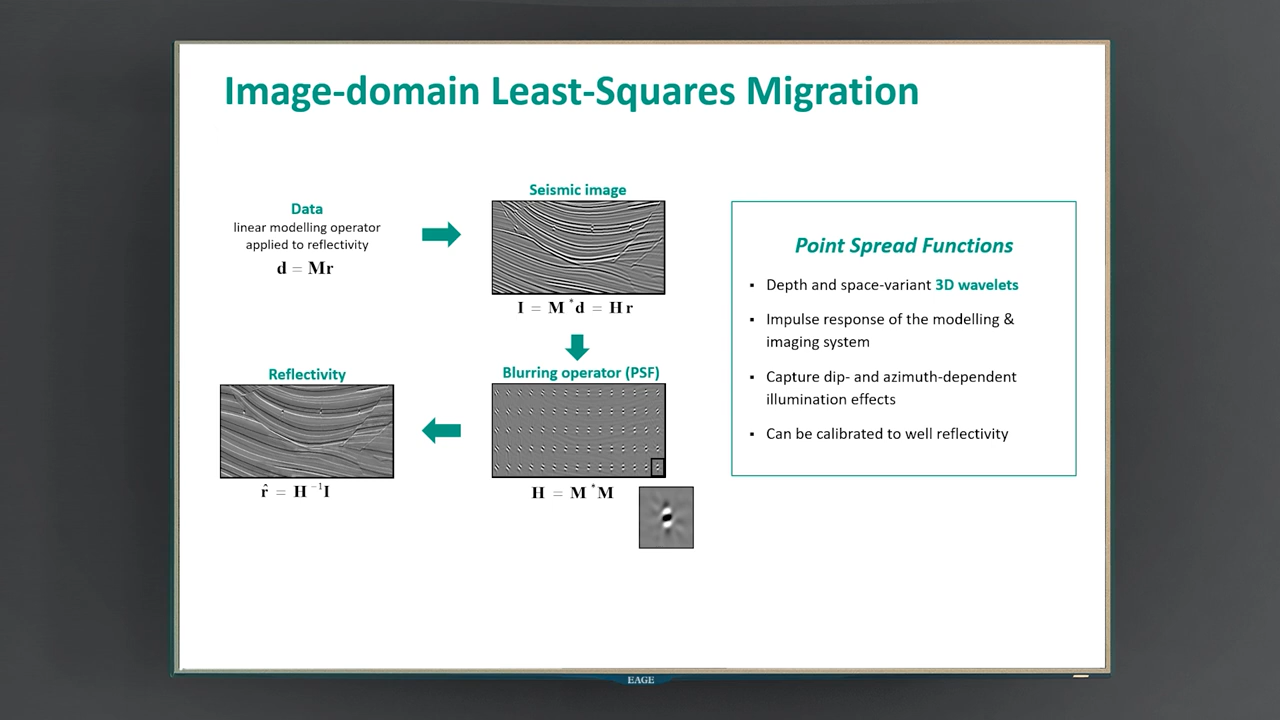 Image-domain Least-Squares Migration
Data
linear modelling operator
applied to reflectivity
d = Mr
Seismic image
I = M*d = Hr
Blurring operator (PSF)
H = M*M
Reflectivity
r̂ = H⁻¹I
Point Spread Functions
▪ Depth and space-variant 3D wavelets
▪ Impulse response of the modelling &
imaging system
▪ Capture dip- and azimuth-dependent
illumination effects
▪ Can be calibrated to well reflectivity
EAGE